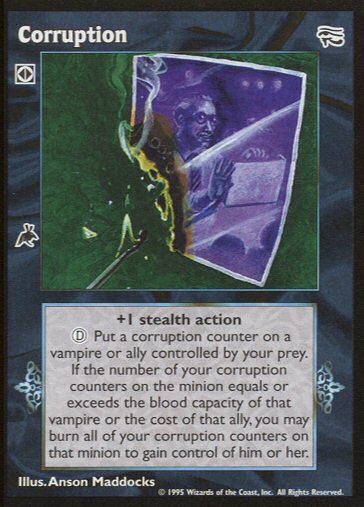 Corruption
+1 stealth action
Ⓓ Put a corruption counter on a
vampire or ally controlled by your prey.
If the number of your corruption
counters on the minion equals or
exceeds the blood capacity of that
vampire or the cost of that ally, you may
burn all of your corruption counters on
that minion to gain control of him or her.
Illus. Anson Maddocks
© 1995 Wizards of the Coast, Inc. All Rights Reserved.